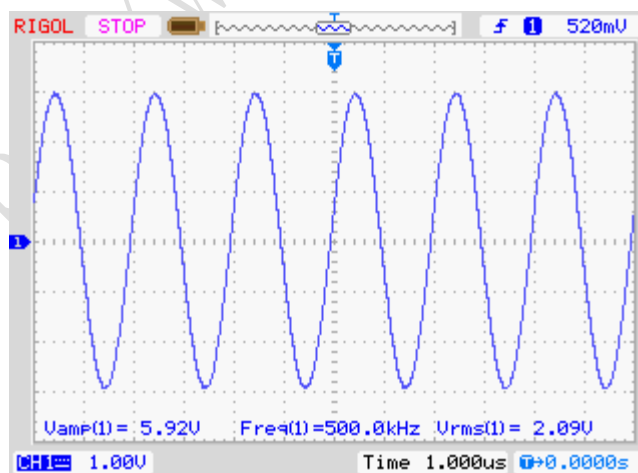 RIGOL STOP T f 1 520mV
T
1
Vamp(1)= 5.92V Freq(1)=500.0kHz Vrms(1)= 2.09V
CH1 1.00V Time 1.000us T→0.0000s